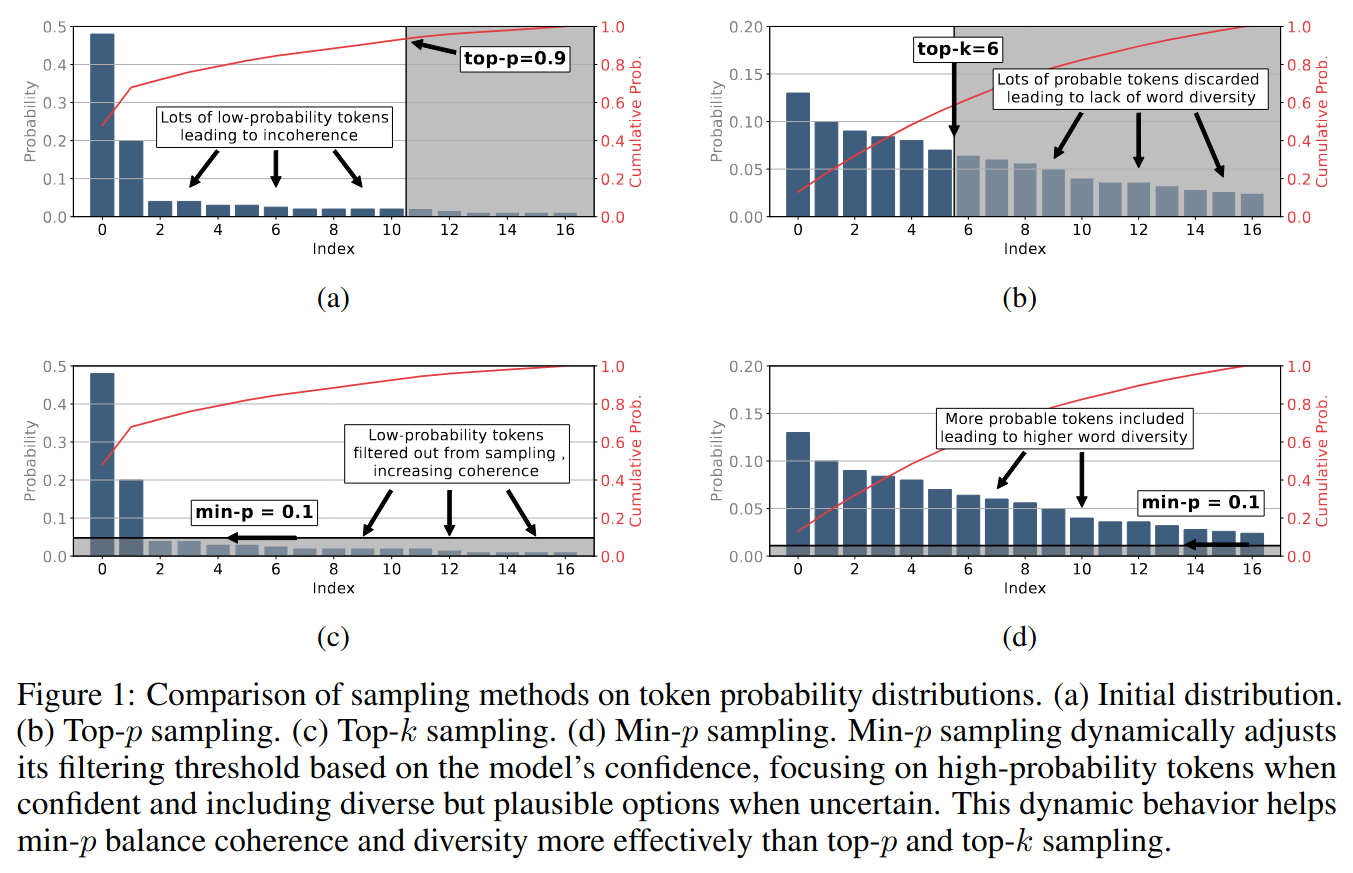 0.5
0.4
0.3
0.2
0.1
0.0
Probability
0 2 4 6 8 10 12 14 16
Index
1.0
0.8
0.6
0.4
0.2
0.0
Cumulative Prob.
top-p=0.9
Lots of low-probability tokens
leading to incoherence
(a)
0.20
0.15
0.10
0.05
0.00
Probability
0 2 4 6 8 10 12 14 16
Index
1.0
0.8
0.6
0.4
0.2
0.0
Cumulative Prob.
top-k=6
Lots of probable tokens discarded
leading to lack of word diversity
(b)
0.5
0.4
0.3
0.2
0.1
0.0
Probability
0 2 4 6 8 10 12 14 16
Index
1.0
0.8
0.6
0.4
0.2
0.0
Cumulative Prob.
Low-probability tokens
filtered out from sampling ,
increasing coherence
min-p = 0.1
(c)
0.20
0.15
0.10
0.05
0.00
Probability
0 2 4 6 8 10 12 14 16
Index
1.0
0.8
0.6
0.4
0.2
0.0
Cumulative Prob.
More probable tokens included
leading to higher word diversity
min-p = 0.1
(d)
Figure 1: Comparison of sampling methods on token probability distributions. (a) Initial distribution.
(b) Top-p sampling. (c) Top-k sampling. (d) Min-p sampling. Min-p sampling dynamically adjusts
its filtering threshold based on the model's confidence, focusing on high-probability tokens when
confident and including diverse but plausible options when uncertain. This dynamic behavior helps
min-p balance coherence and diversity more effectively than top-p and top-k sampling.